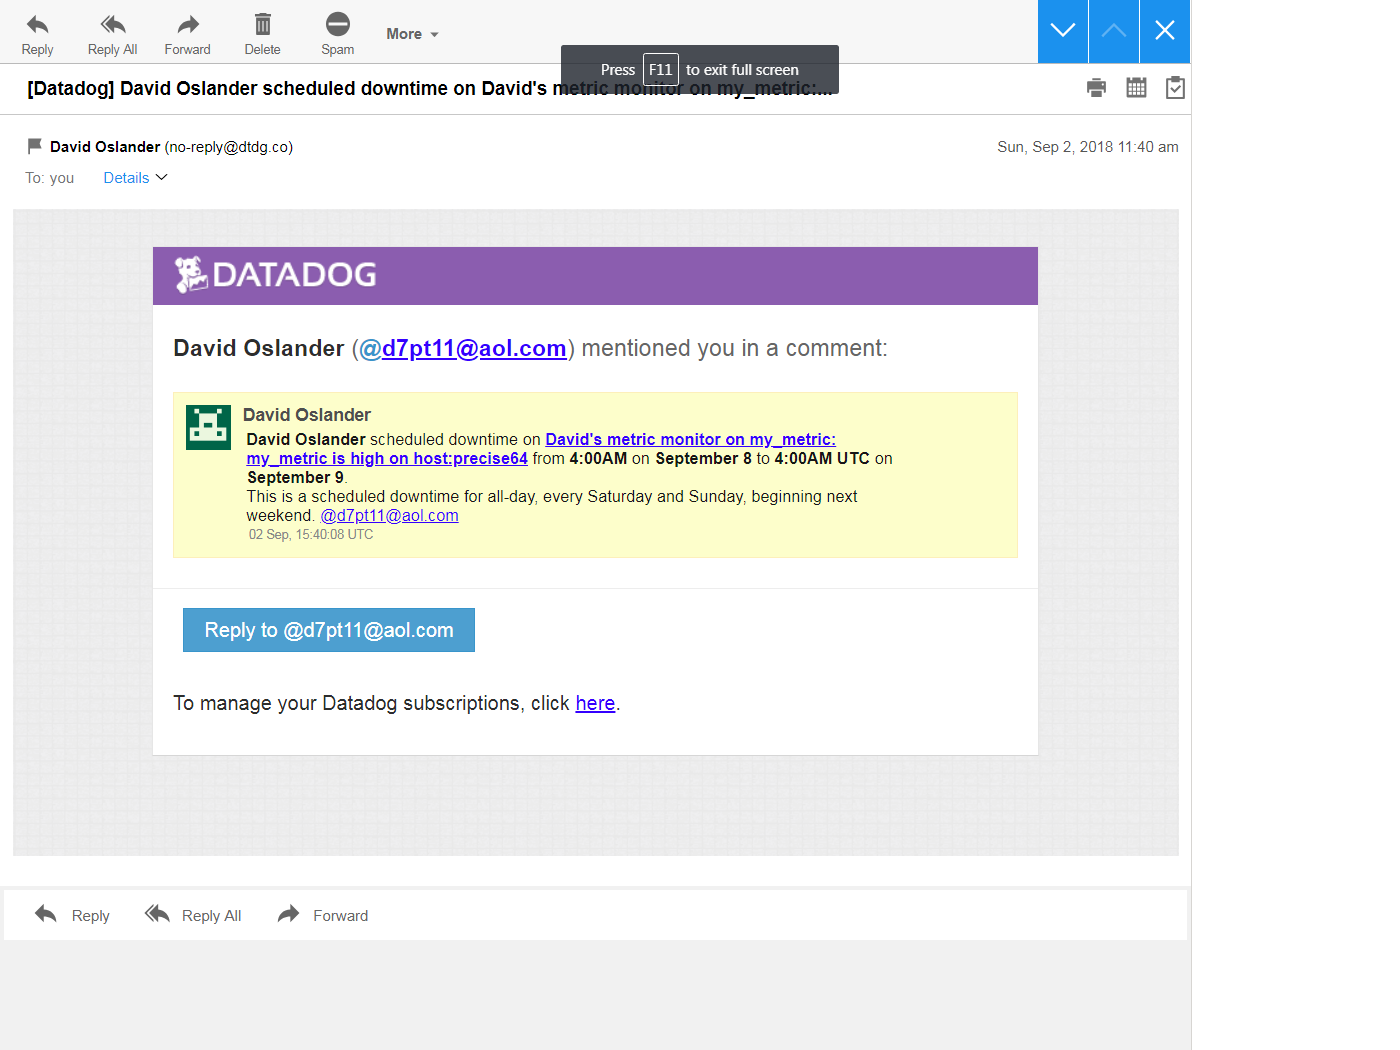 Reply
Reply All
Forward
Delete
Spam
More
Press F11 to exit full screen
[Datadog] David Oslander scheduled downtime on David's metric monitor on my_metric:...
David Oslander (no-reply@dtdg.co)
Sun, Sep 2, 2018 11:40 am
To: you Details
DATADOG
David Oslander (@d7pt11@aol.com) mentioned you in a comment:
David Oslander
David Oslander scheduled downtime on David's metric monitor on my_metric:
my_metric is high on host:precise64 from 4:00AM on September 8 to 4:00AM UTC on
September 9.
This is a scheduled downtime for all-day, every Saturday and Sunday, beginning next
weekend. @d7pt11@aol.com
02 Sep, 15:40:08 UTC
Reply to @d7pt11@aol.com
To manage your Datadog subscriptions, click here.
Reply
Reply All
Forward